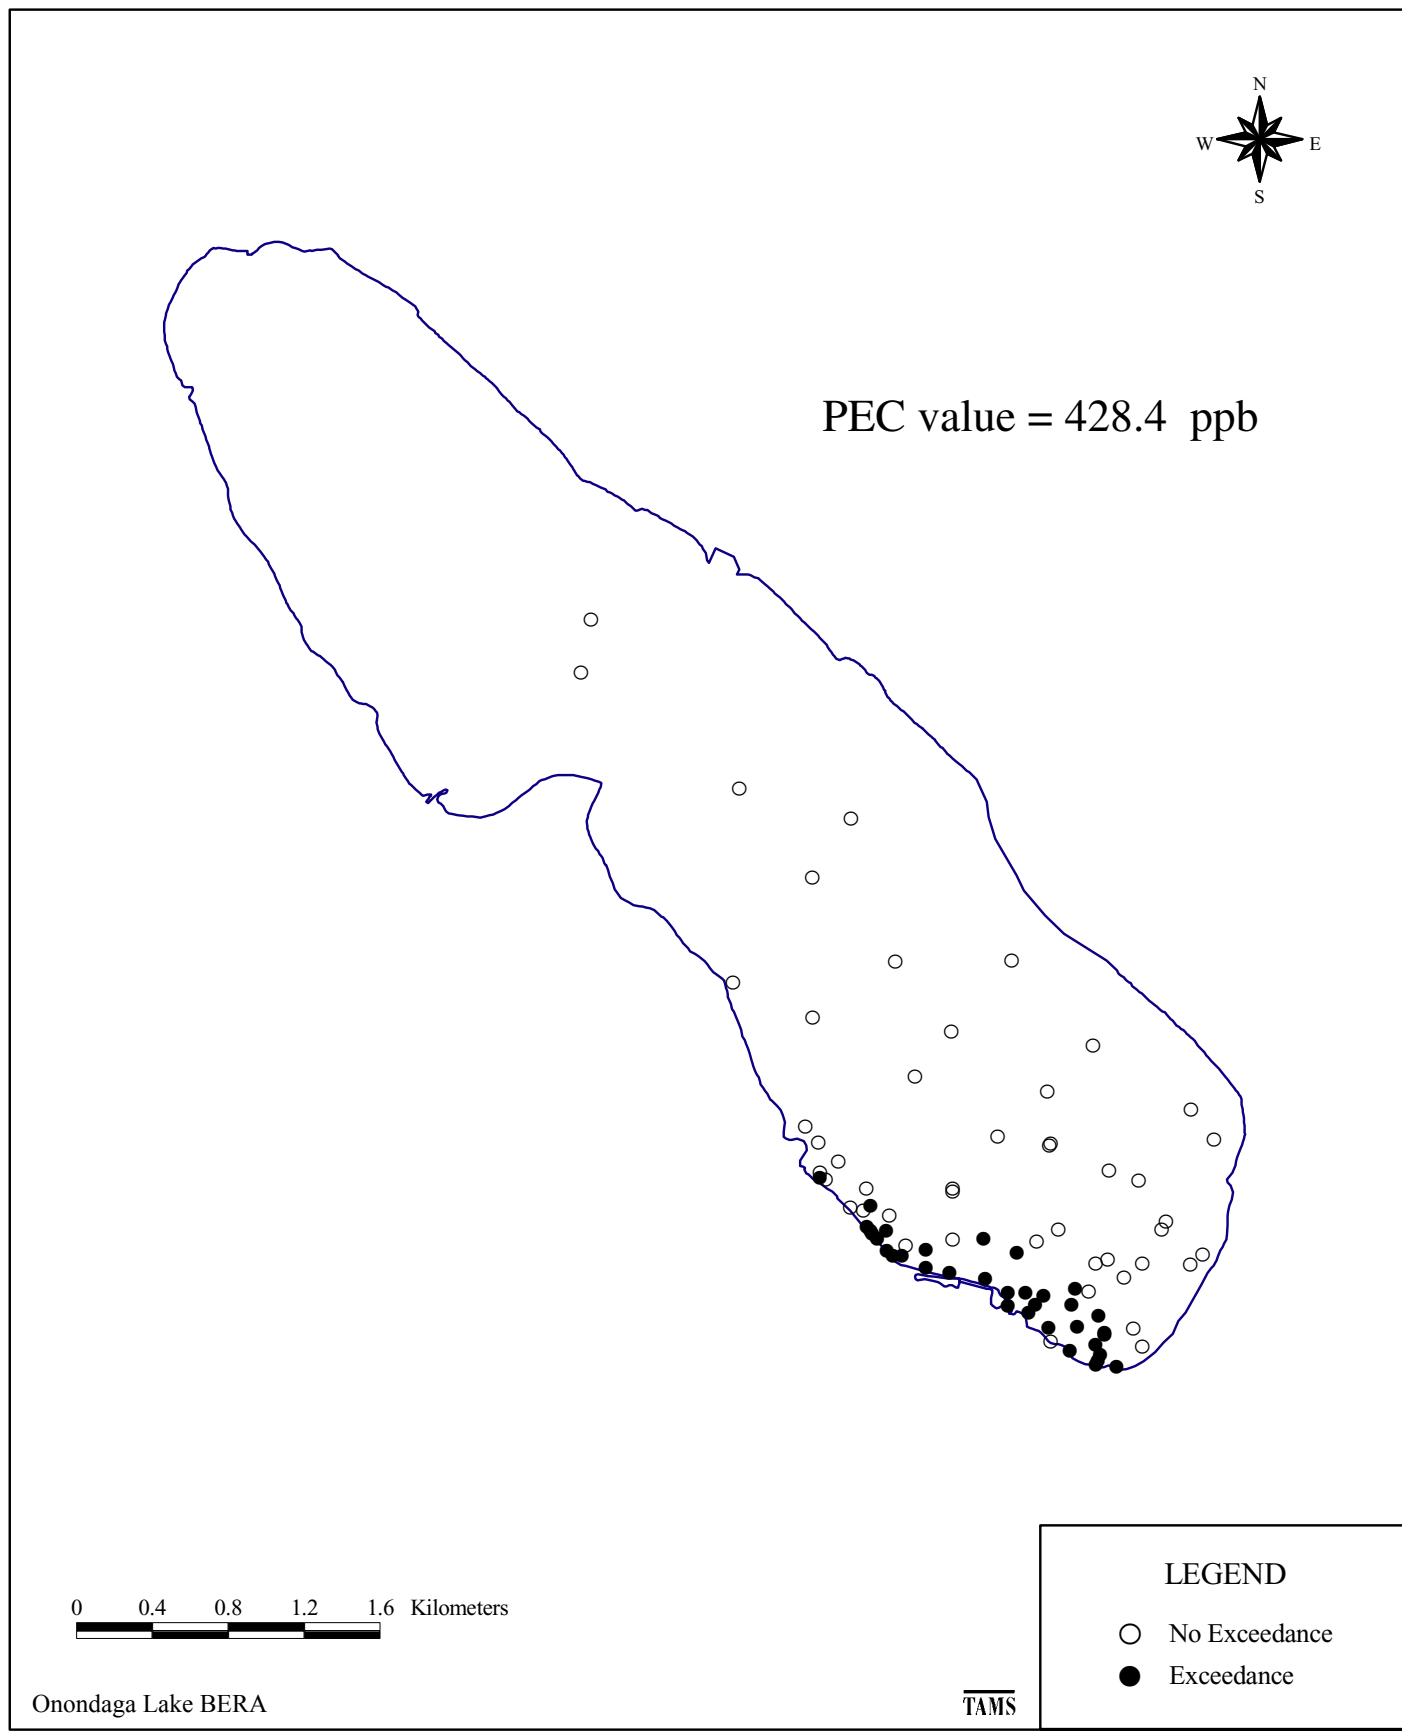 N
W E
S
PEC value = 428.4 ppb
LEGEND
No Exceedance
Exceedance
0 0.4 0.8 1.2 1.6 Kilometers
Onondaga Lake BERA
TAMS